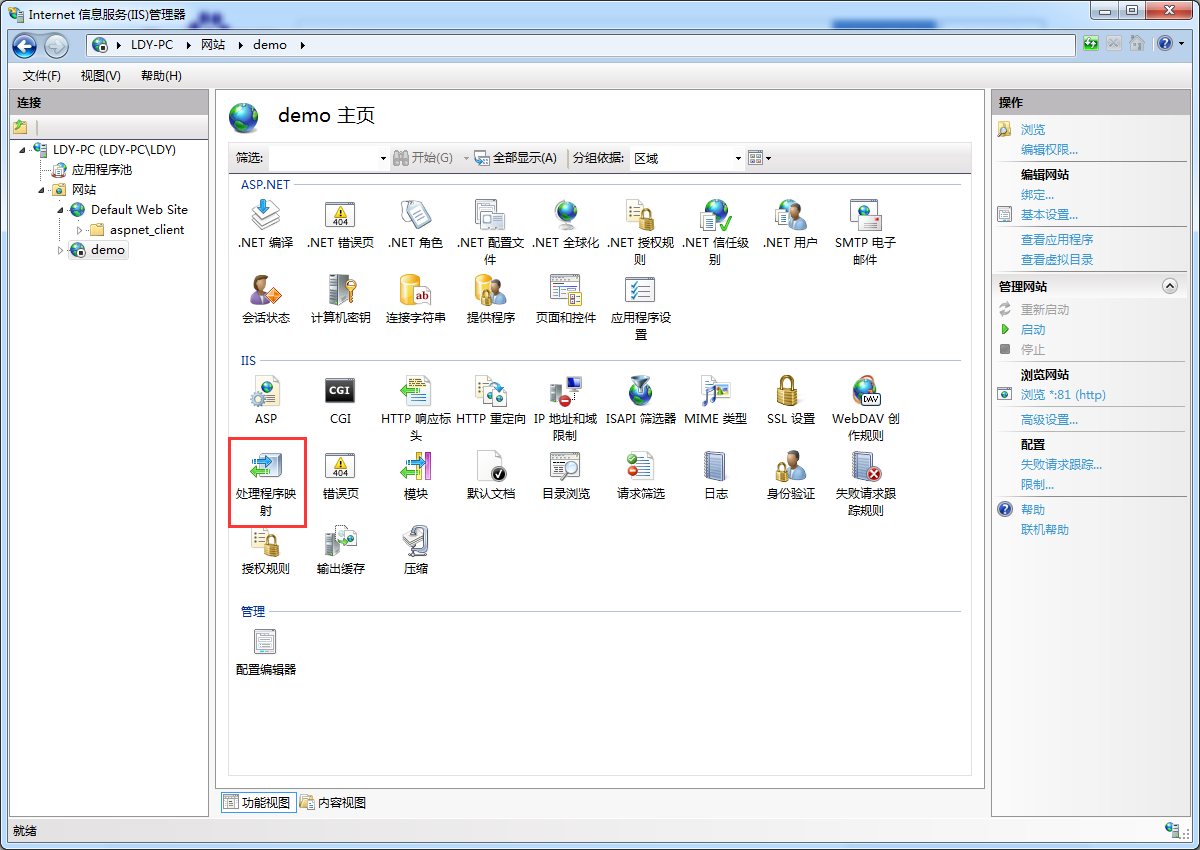 Internet 信息服务(IIS)管理器
LDY-PC 网站 demo
文件(F) 视图(V) 帮助(H)
连接
LDY-PC (LDY-PC\LDY)
应用程序池
网站
Default Web Site
aspnet_client
demo
demo 主页
筛选: 开始(G) 全部显示(A) 分组依据: 区域
ASP.NET
.NET 编译
404
.NET 错误页
.NET 角色
.NET 配置文
件
.NET 全球化
.NET 授权规
则
.NET 信任级
别
.NET 用户
SMTP 电子
邮件
会话状态
计算机密钥
ab
连接字符串
提供程序
页面和控件
应用程序设
置
IIS
ASP
CGI
CGI
HTTP 响应标
头
HTTP 重定向
IP 地址和域
限制
ISAPI 筛选器
MIME 类型
SSL 设置
DAV
WebDAV 创
作规则
处理程序映
射
404
错误页
模块
默认文档
目录浏览
请求筛选
日志
身份验证
失败请求跟
踪规则
授权规则
输出缓存
压缩
管理
配置编辑器
功能视图 内容视图
操作
浏览
编辑权限...
编辑网站
绑定...
基本设置...
查看应用程序
查看虚拟目录
管理网站
重新启动
启动
停止
浏览网站
浏览 *:81 (http)
高级设置...
配置
失败请求跟踪...
限制...
帮助
联机帮助
就绪